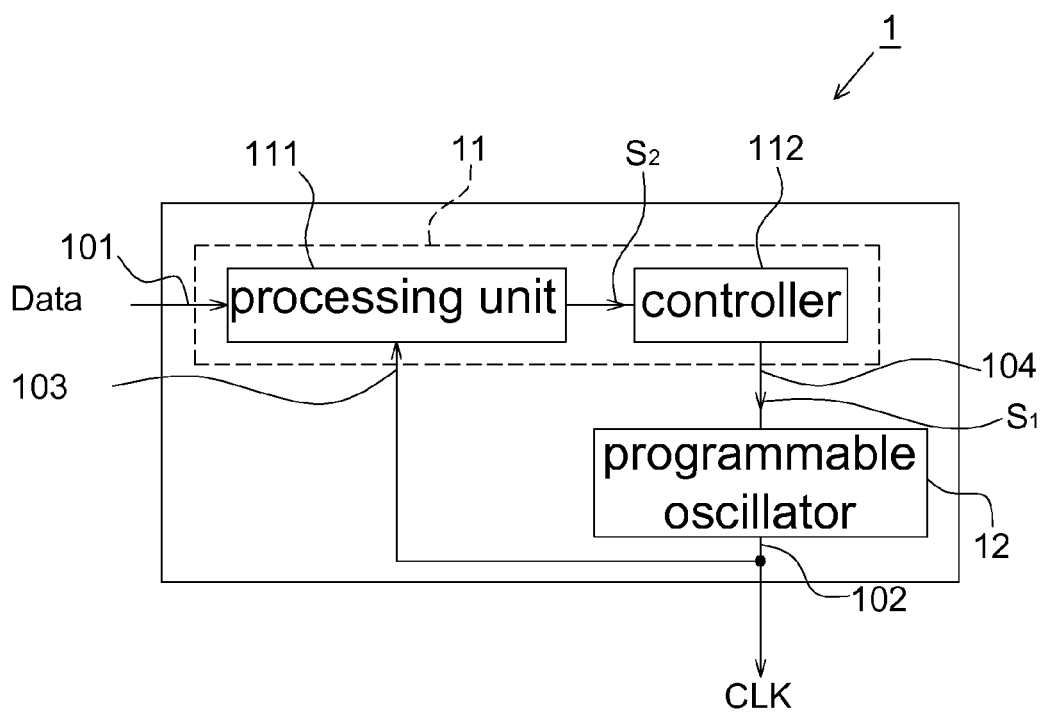 1
111
11
S2
112
101
Data
processing unit
controller
103
104
S1
programmable
oscillator
12
102
CLK